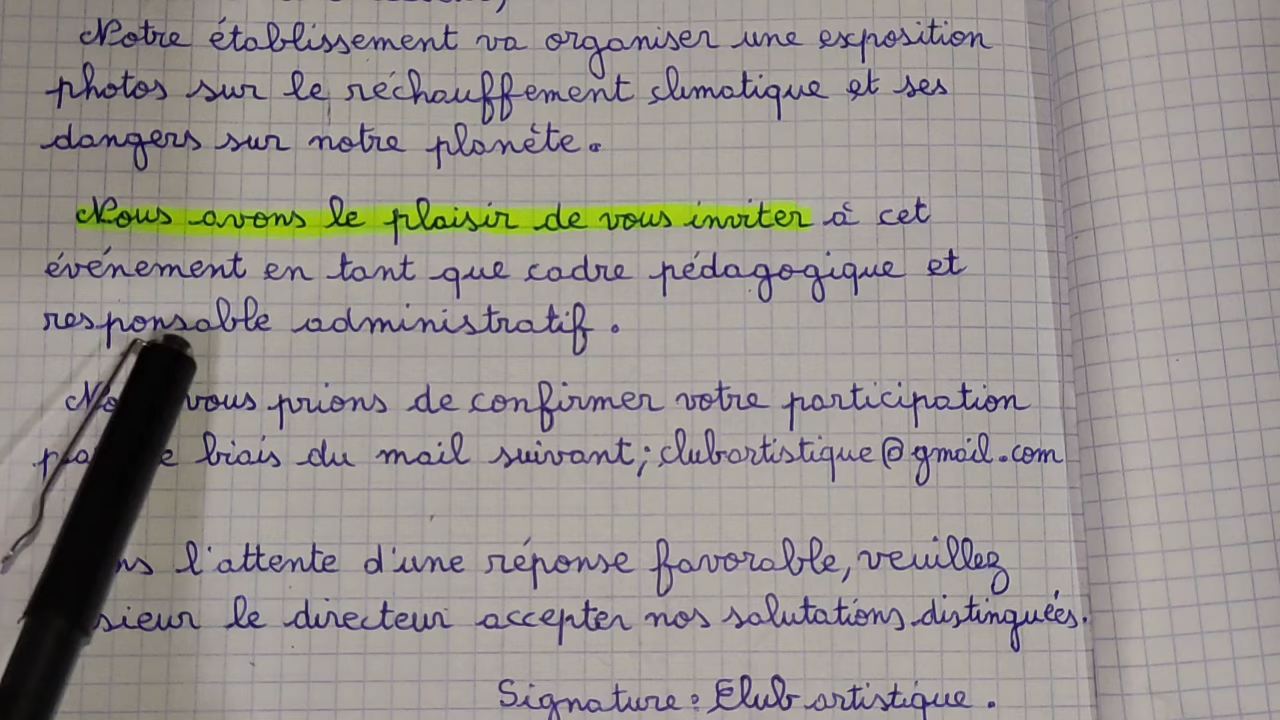 Notre établissement va organiser une exposition
photos sur le réchauffement climatique et ses
dangers sur notre planète.
Nous avons le plaisir de vous inviter à cet
événement en tant que cadre pédagogique et
responsable administratif.
vous prions de confirmer votre participation
biais du mail suivant; clubartistique@gmail.com
l'attente d'une réponse favorable, veuillez
le directeur accepter nos salutations distinguées.
Signature : Club artistique.